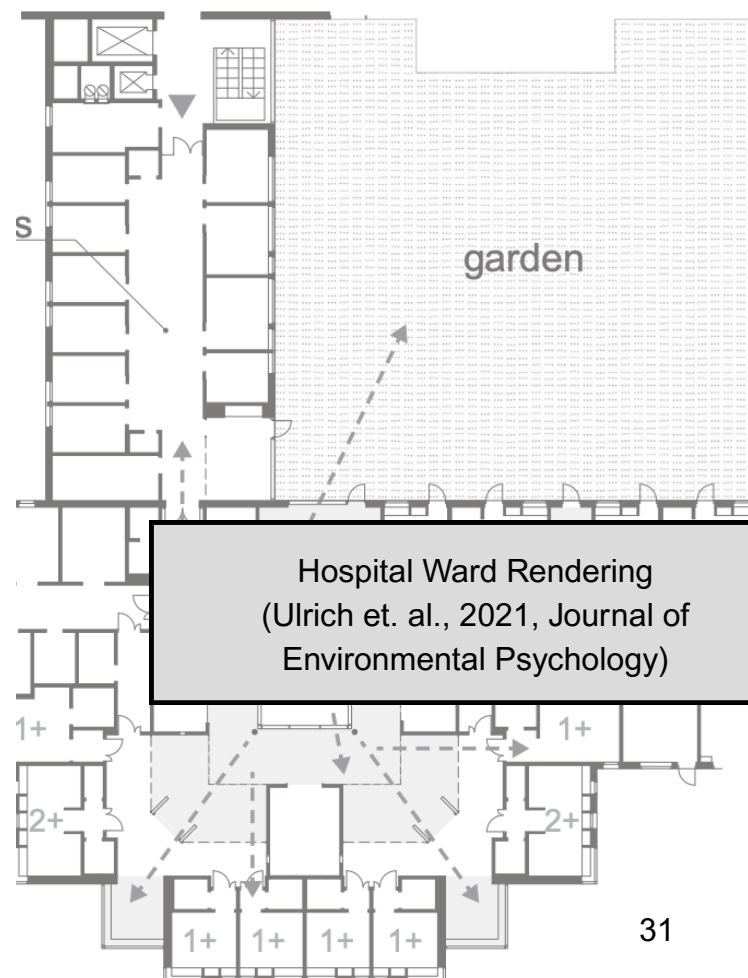 s
garden
Hospital Ward Rendering
(Ulrich et. al., 2021, Journal of
Environmental Psychology)
1+
1+
2+
2+
1+
1+
1+
1+
31